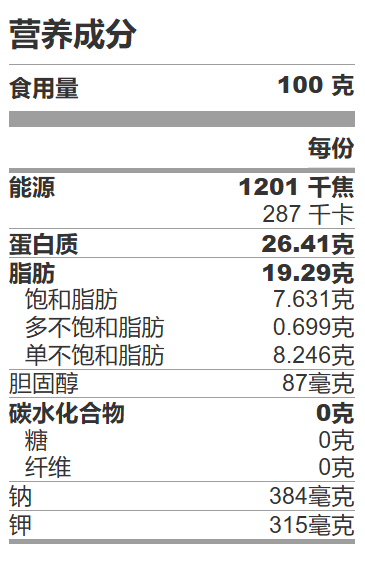 营养成分
食用量 100 克
每份
能源 1201 千焦
287 千卡
蛋白质 26.41克
脂肪 19.29克
饱和脂肪 7.631克
多不饱和脂肪 0.699克
单不饱和脂肪 8.246克
胆固醇 87毫克
碳水化合物 0克
糖 0克
纤维 0克
钠 384毫克
钾 315毫克